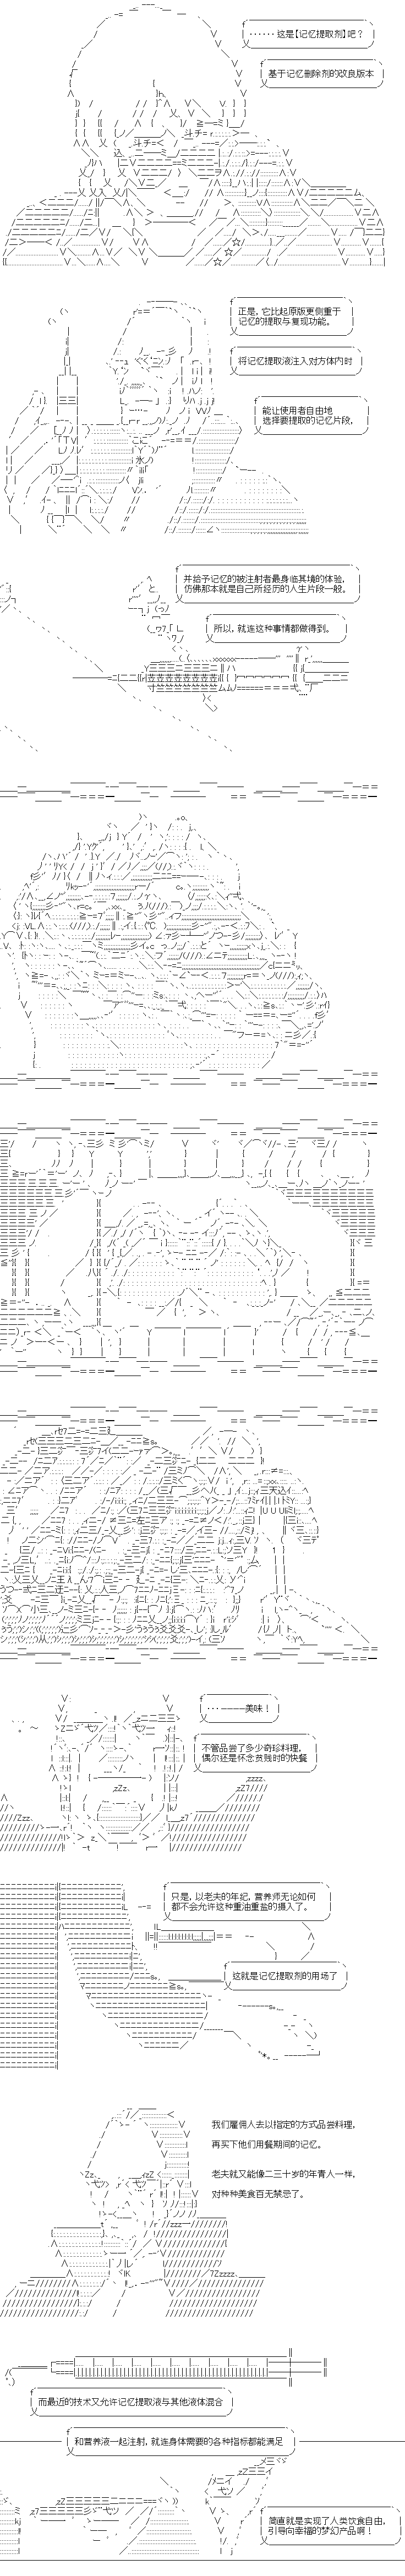 ······这是【记忆提取剂】吧？
基于记忆删除剂的改良版本
正是，它比起原版更侧重于
记忆的提取与复现功能。
将记忆提取液注入对方体内时
能让使用者自由地
选择要提取的记忆片段，
并给予记忆的被注射者最身临其境的体验，
仿佛那本就是自己所经历的人生片段一般。
所以，就连这种事情都做得到。
···━━━━美味！
不管品尝了多少奇珍料理，
偶尔还是怀念贫贱时的快餐
只是，以老夫的年纪，营养师无论如何
都不会允许这种重油重盐的摄入了。
这就是记忆提取剂的用场了
我们雇佣人去以指定的方式品尝料理，
再买下他们用餐期间的记忆。
老夫就又能像二三十岁的年青人一样，
对种种美食百无禁忌了。
而最近的技术又允许记忆提取液与其他液体混合
和营养液一起注射，就连身体需要的各种指标都能满足
简直就是实现了人类饮食自由，
引导向幸福的梦幻产品啊！